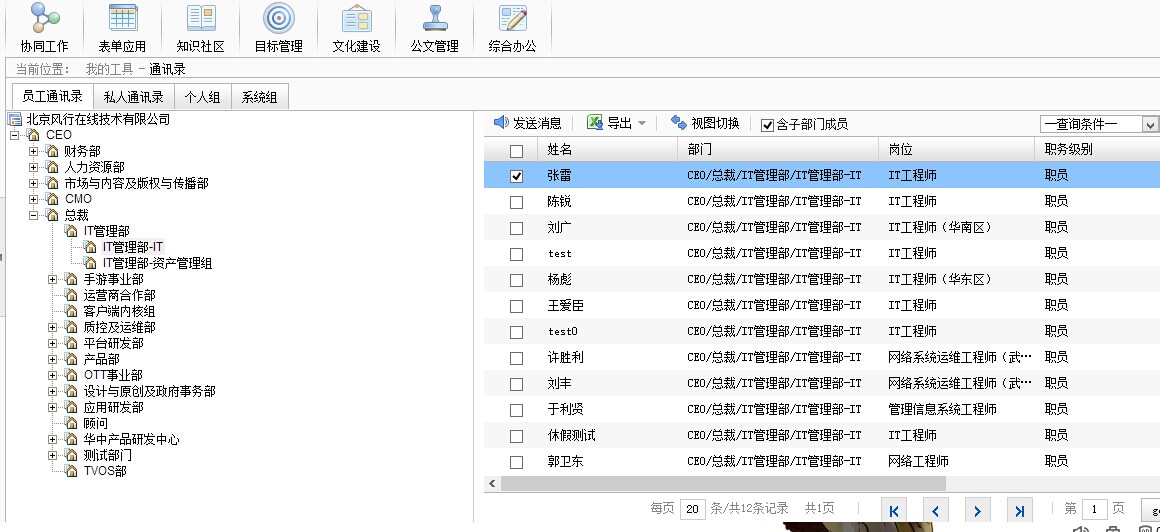 协同工作 表单应用 知识社区 目标管理 文化建设 公文管理 综合办公
当前位置： 我的工具 - 通讯录
员工通讯录 私人通讯录 个人组 系统组
北京风行在线技术有限公司
CEO
财务部
人力资源部
市场与内容及版权与传播部
CMO
总裁
IT管理部
IT管理部-IT
IT管理部-资产管理组
手游事业部
运营商合作部
客户端内核组
质控及运维部
平台研发部
产品部
OTT事业部
设计与原创及政府事务部
应用研发部
顾问
华中产品研发中心
测试部门
TVOS部
发送消息 导出 视图切换 含子部门成员 一查询条件一
姓名 部门 岗位 职务级别
张雷 CEO/总裁/IT管理部/IT管理部-IT IT工程师 职员
陈锐 CEO/总裁/IT管理部/IT管理部-IT IT工程师 职员
刘广 CEO/总裁/IT管理部/IT管理部-IT IT工程师（华南区） 职员
test CEO/总裁/IT管理部/IT管理部-IT IT工程师 职员
杨彪 CEO/总裁/IT管理部/IT管理部-IT IT工程师（华东区） 职员
王爱臣 CEO/总裁/IT管理部/IT管理部-IT IT工程师 职员
test0 CEO/总裁/IT管理部/IT管理部-IT IT工程师 职员
许胜利 CEO/总裁/IT管理部/IT管理部-IT 网络系统运维工程师（武… 职员
刘丰 CEO/总裁/IT管理部/IT管理部-IT 网络系统运维工程师（武… 职员
于利贤 CEO/总裁/IT管理部/IT管理部-IT 管理信息系统工程师 职员
休假测试 CEO/总裁/IT管理部/IT管理部-IT IT工程师 职员
郭卫东 CEO/总裁/IT管理部/IT管理部-IT 网络工程师 职员
每页 20 条/共12条记录 共1页 第 1 页